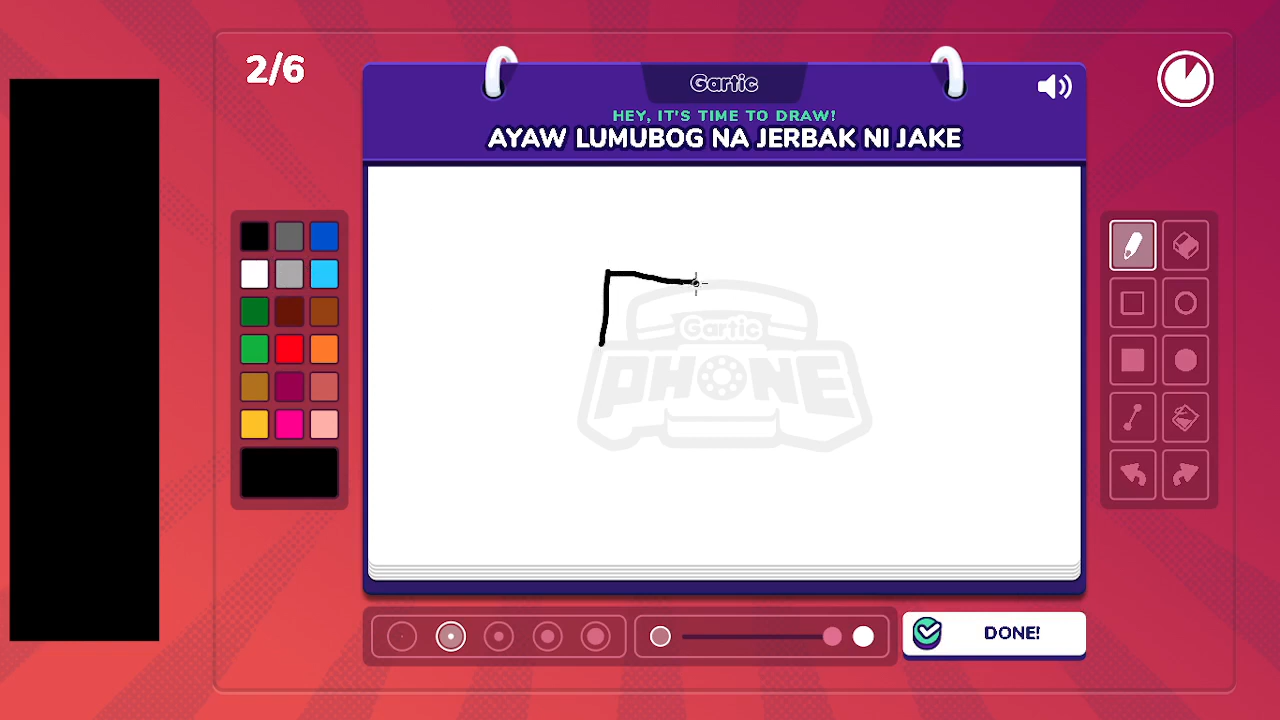 2/6
Gartic
HEY, IT'S TIME TO DRAW!
AYAW LUMUBOG NA JERBAK NI JAKE
Gartic
PHONE
DONE!